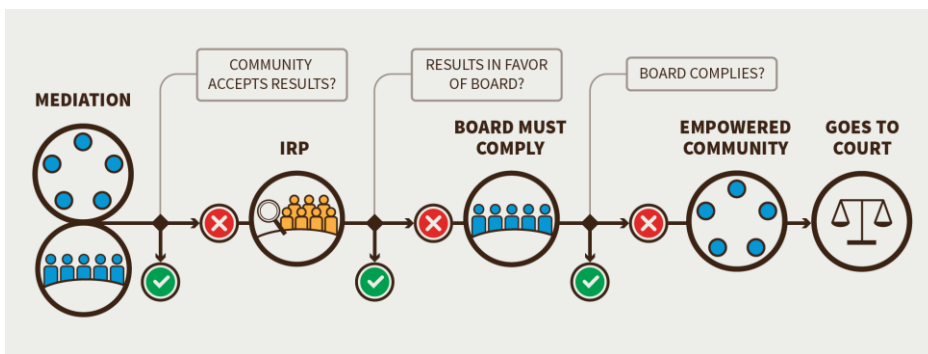 COMMUNITY
ACCEPTS RESULTS?
RESULTS IN FAVOR
OF BOARD?
BOARD COMPLIES?
MEDIATION
IRP
BOARD MUST
COMPLY
EMPOWERED
COMMUNITY
GOES TO
COURT